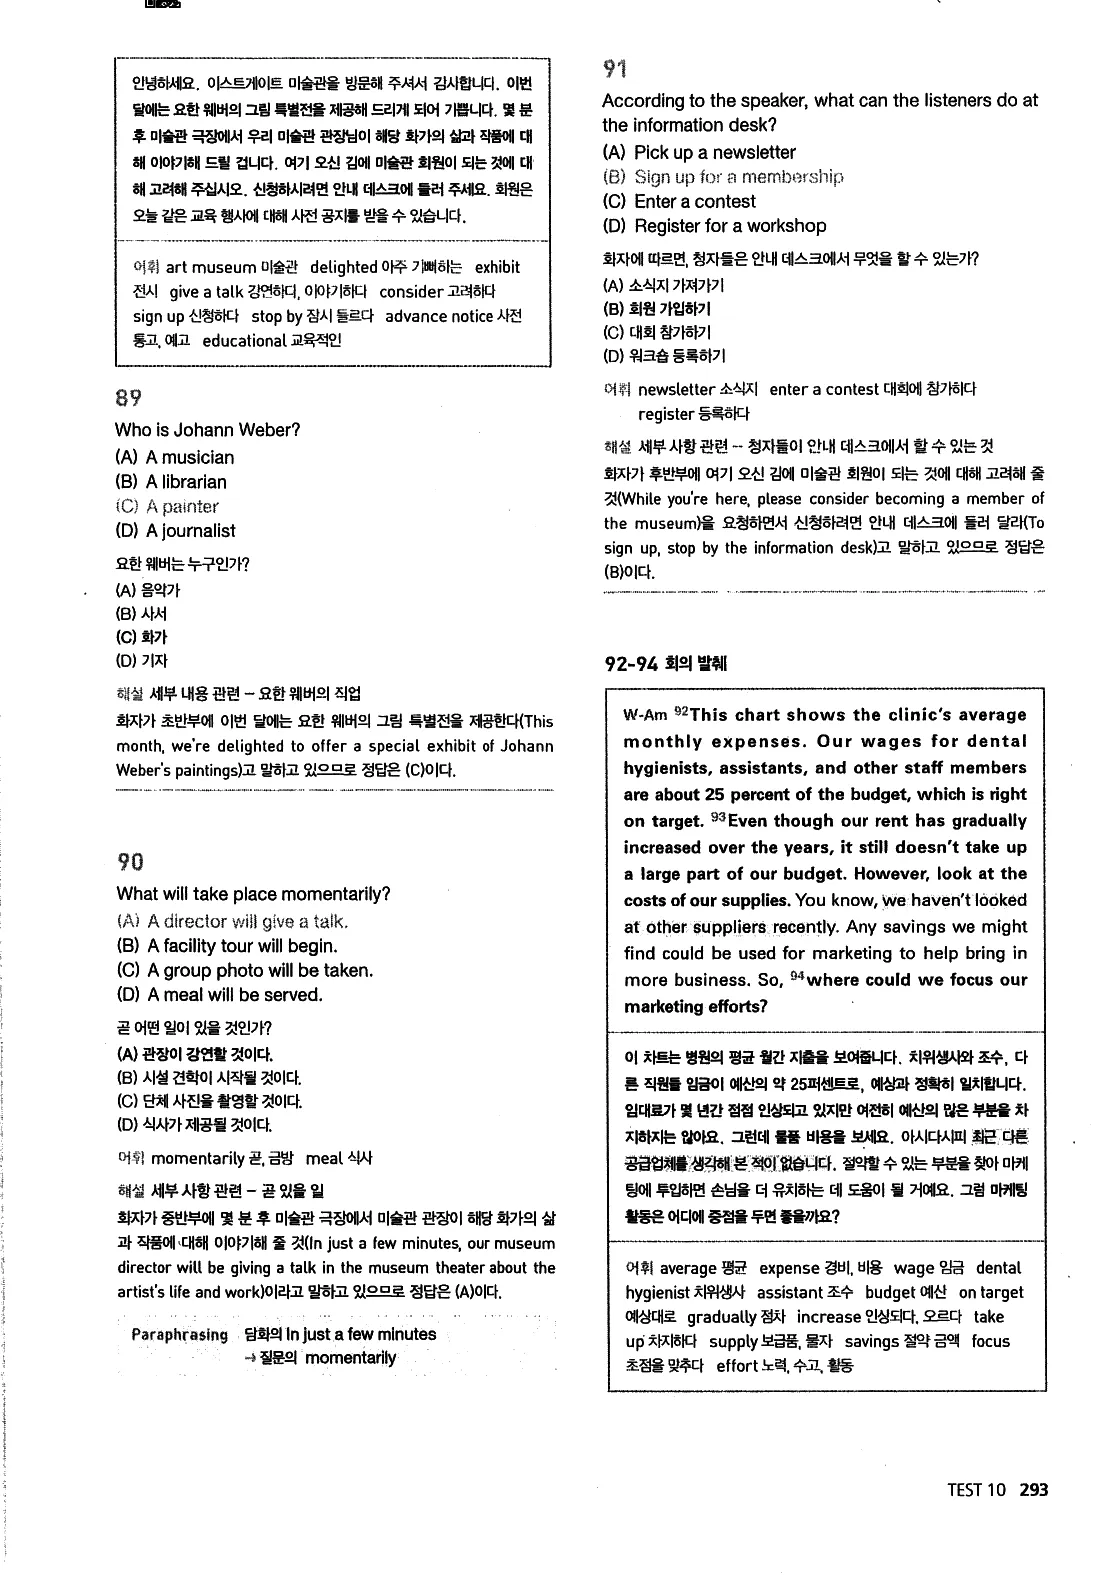 안녕하세요. 이스트게이트 미술관을 방문해 주셔서 감사합니다. 이번
달에는 요한 웨버의 그림 특별전을 제공해 드리게 되어 기쁩니다. 몇 분
후 미술관 극장에서 우리 미술관 관장님이 해당 화가의 삶과 작품에 대
해 이야기해 드릴 겁니다. 여기 오신 김에 미술관 회원이 되는 것에 대
해 고려해 주십시오. 신청하시려면 안내 데스크에 들러 주세요. 회원은
오늘 같은 교육 행사에 대해 사전 공지를 받을 수 있습니다.
어휘 art museum 미술관 delighted 아주 기뻐하는 exhibit
전시 give a talk 강연하다, 이야기하다 consider 고려하다
sign up 신청하다 stop by 잠시 들르다 advance notice 사전
통고, 예고 educational 교육적인
89
Who is Johann Weber?
(A) A musician
(B) A librarian
(C) A painter
(D) A journalist
요한 웨버는 누구인가?
(A) 음악가
(B) 사서
(C) 화가
(D) 기자
해설 세부 내용 관련 – 요한 웨버의 직업
화자가 초반부에 이번 달에는 요한 웨버의 그림 특별전을 제공한다(This
month, we're delighted to offer a special exhibit of Johann
Weber's paintings)고 말하고 있으므로 정답은 (C)이다.
90
What will take place momentarily?
(A) A director will give a talk.
(B) A facility tour will begin.
(C) A group photo will be taken.
(D) A meal will be served.
곧 어떤 일이 있을 것인가?
(A) 관장이 강연할 것이다.
(B) 시설 견학이 시작될 것이다.
(C) 단체 사진을 촬영할 것이다.
(D) 식사가 제공될 것이다.
어휘 momentarily 곧, 금방 meal 식사
해설 세부 사항 관련 – 곧 있을 일
화자가 중반부에 몇 분 후 미술관 극장에서 미술관 관장이 해당 화가의 삶
과 작품에 대해 이야기해 줄 것(In just a few minutes, our museum
director will be giving a talk in the museum theater about the
artist's life and work)이라고 말하고 있으므로 정답은 (A)이다.
Paraphrasing 담화의 In just a few minutes
→ 질문의 momentarily
91
According to the speaker, what can the listeners do at
the information desk?
(A) Pick up a newsletter
(B) Sign up for a membership
(C) Enter a contest
(D) Register for a workshop
화자에 따르면, 청자들은 안내 데스크에서 무엇을 할 수 있는가?
(A) 소식지 가져가기
(B) 회원 가입하기
(C) 대회 참가하기
(D) 워크숍 등록하기
어휘 newsletter 소식지 enter a contest 대회에 참가하다
register 등록하다
해설 세부 사항 관련 -- 청자들이 안내 데스크에서 할 수 있는 것
화자가 후반부에 여기 오신 김에 미술관 회원이 되는 것에 대해 고려해 줄
것(While you're here, please consider becoming a member of
the museum)을 요청하면서 신청하려면 안내 데스크에 들러 달라(To
sign up, stop by the information desk)고 말하고 있으므로 정답은
(B)이다.
92-94 회의 발췌
W-Am 92This chart shows the clinic's average
monthly expenses. Our wages for dental
hygienists, assistants, and other staff members
are about 25 percent of the budget, which is right
on target. 93Even though our rent has gradually
increased over the years, it still doesn't take up
a large part of our budget. However, look at the
costs of our supplies. You know, we haven't looked
at other suppliers recently. Any savings we might
find could be used for marketing to help bring in
more business. So, 94where could we focus our
marketing efforts?
이 차트는 병원의 평균 월간 지출을 보여줍니다. 치위생사와 조수, 다
른 직원들 임금이 예산의 약 25퍼센트로, 예상과 정확히 일치합니다.
임대료가 몇 년간 점점 인상되고 있지만 여전히 예산의 많은 부분을 차
지하지는 않아요. 그런데 물품 비용을 보세요. 아시다시피 최근 다른
공급업체를 생각해 본 적이 없습니다. 절약할 수 있는 부분을 찾아 마케
팅에 투입하면 손님을 더 유치하는 데 도움이 될 거예요. 그럼 마케팅
활동은 어디에 중점을 두면 좋을까요?
어휘 average 평균 expense 경비, 비용 wage 임금 dental
hygienist 치위생사 assistant 조수 budget 예산 on target
예상대로 gradually 점차 increase 인상되다, 오르다 take
up 차지하다 supply 보급품, 물자 savings 절약 금액 focus
초점을 맞추다 effort 노력, 수고, 활동
TEST 10 293